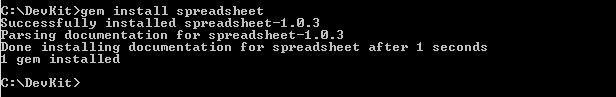 C:\DevKit>gem install spreadsheet
Successfully installed spreadsheet-1.0.3
Parsing documentation for spreadsheet-1.0.3
Done installing documentation for spreadsheet after 1 seconds
1 gem installed
C:\DevKit>